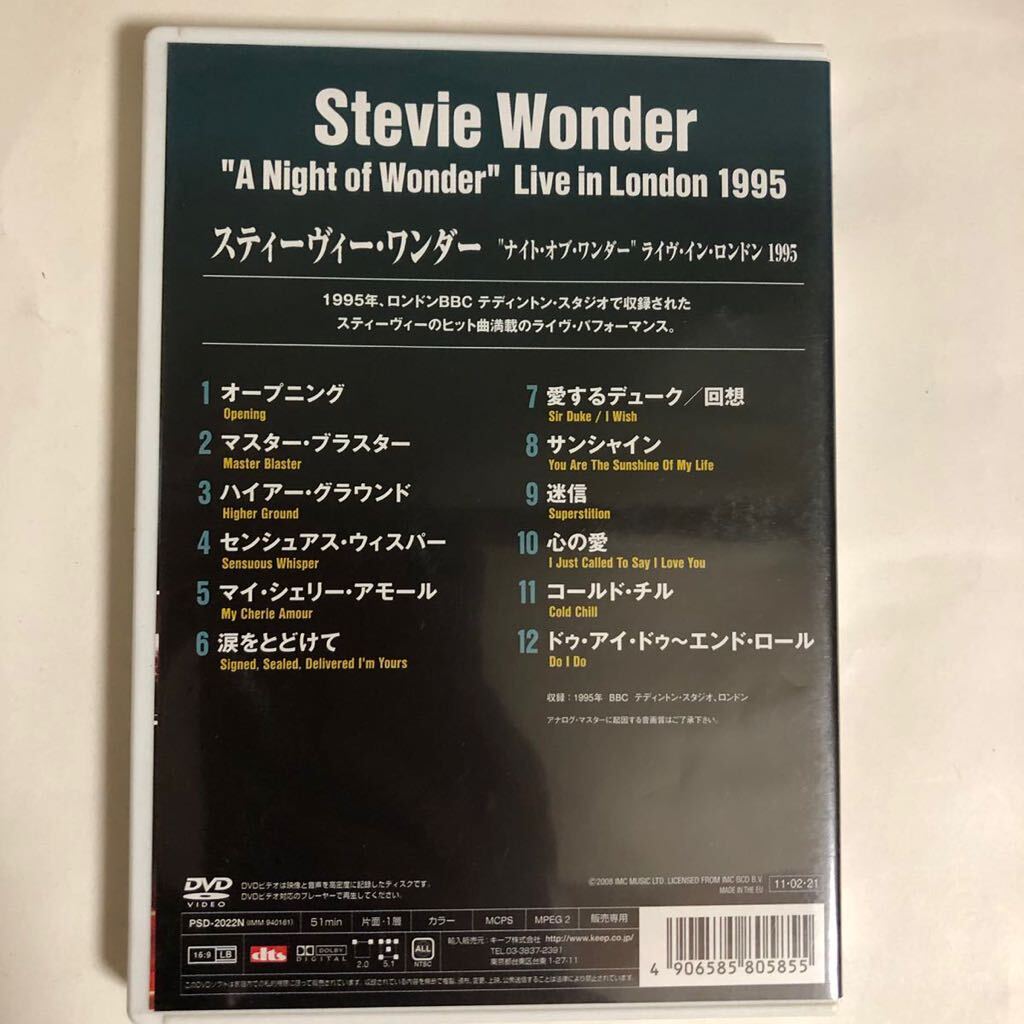 Stevie Wonder
"A Night of Wonder" Live in London 1995
スティーヴィー・ワンダー "ナイト・オブ・ワンダー" ライヴ・イン・ロンドン 1995
1995年、ロンドンBBC テディントン・スタジオで収録された
スティーヴィーのヒット曲満載のライヴ・パフォーマンス。
1 オープニング
Opening
2 マスター・ブラスター
Master Blaster
3 ハイアー・グラウンド
Higher Ground
4 センシュアス・ウィスパー
Sensuous Whisper
5 マイ・シェリー・アモール
My Cherie Amour
6 涙をとどけて
Signed, Sealed, Delivered I'm Yours
7 愛するデューク/回想
Sir Duke / I Wish
8 サンシャイン
You Are The Sunshine Of My Life
9 迷信
Superstition
10 心の愛
I Just Called To Say I Love You
11 コールド・チル
Cold Chill
12 ドゥ・アイ・ドゥ～エンド・ロール
Do I Do
収録：1995年 BBC テディントン・スタジオ、ロンドン
アナログ・マスターに起因する音画質はご了承下さい。
DVD VIDEO
DVDビデオは映像と音声を高密度に記録したディスクです。
DVDビデオ対応のプレーヤーで再生してください。
©2008 IMC MUSIC LTD. LICENSED FROM IMC GCD B.V.
MADE IN THE EU
11・02・21
PSD-2022N (IMM 940161) 51min 片面・1層 カラー MCPS MPEG 2 販売専用
16:9 LB dts DOLBY DIGITAL 2.0 5.1 ALL NTSC
輸入販売元：キープ株式会社 http://www.keep.co.jp/
TEL.03-3837-2391
東京都台東区台東 1-27-11
4 906585 805855